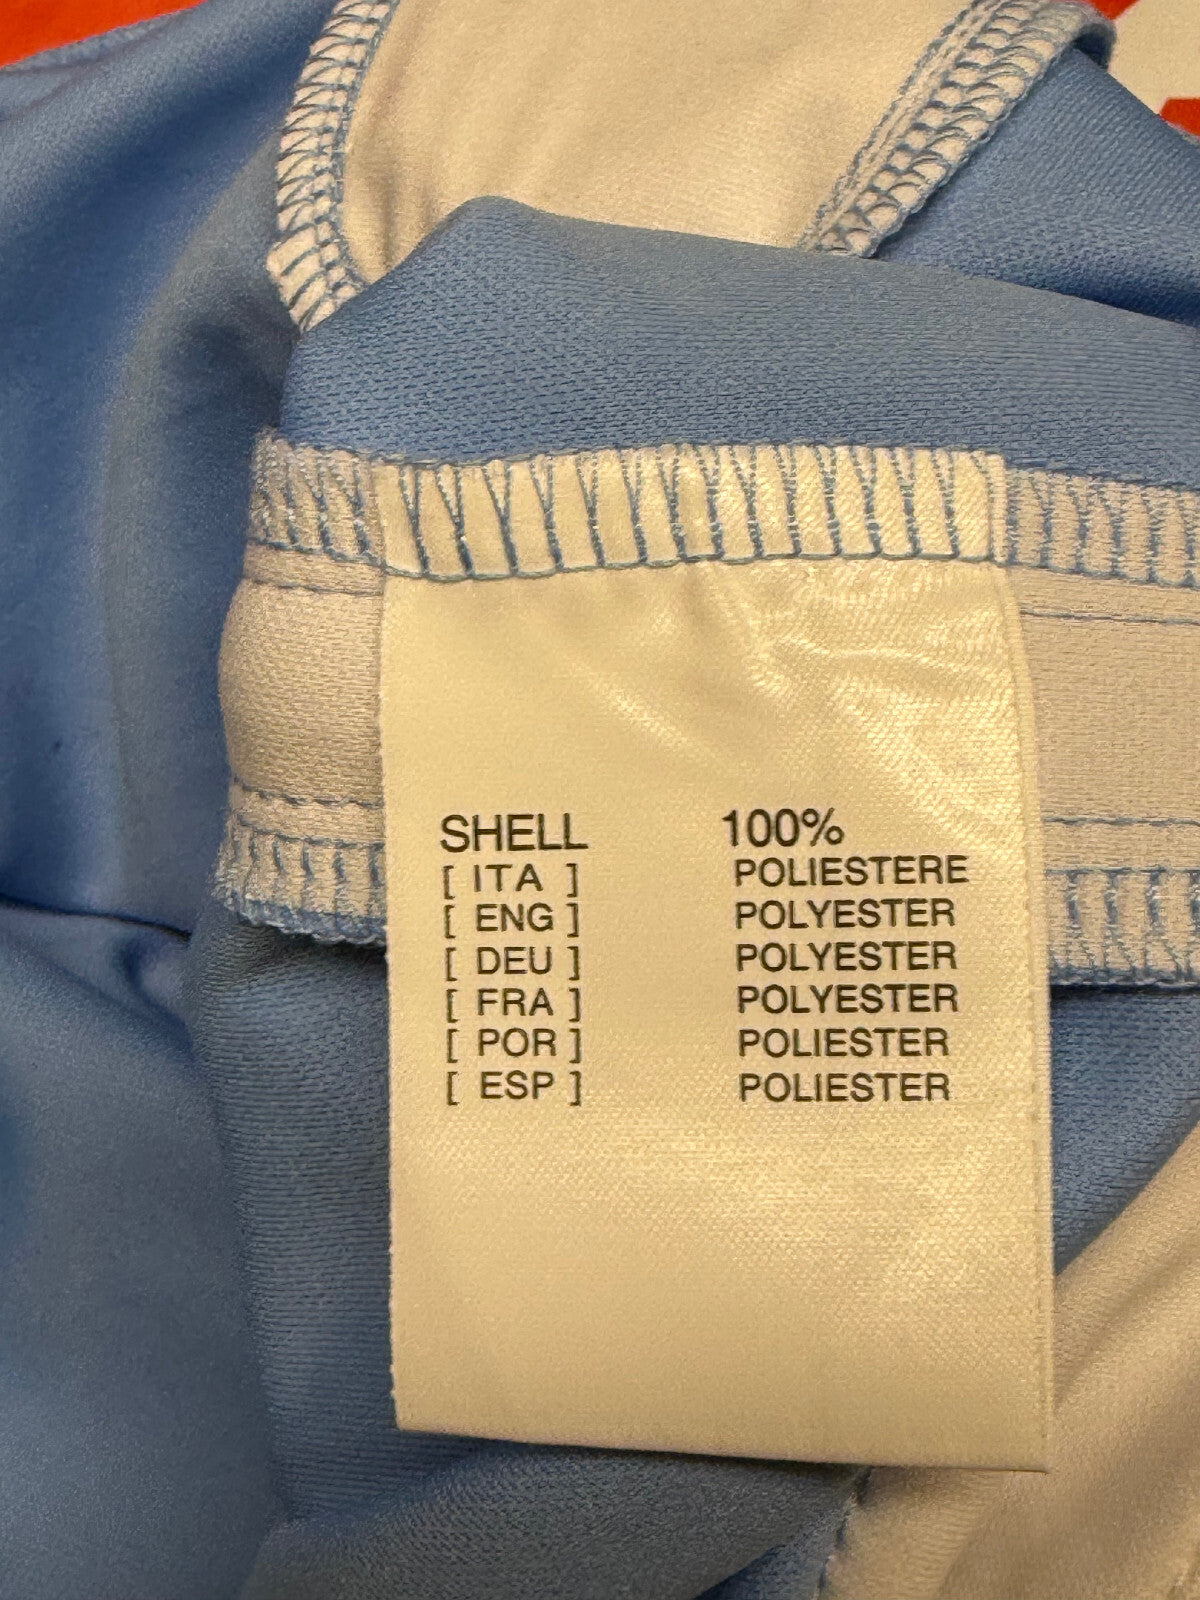 SHELL 100%
[ ITA ] POLIESTERE
[ ENG ] POLYESTER
[ DEU ] POLYESTER
[ FRA ] POLYESTER
[ POR ] POLIESTER
[ ESP ] POLIESTER